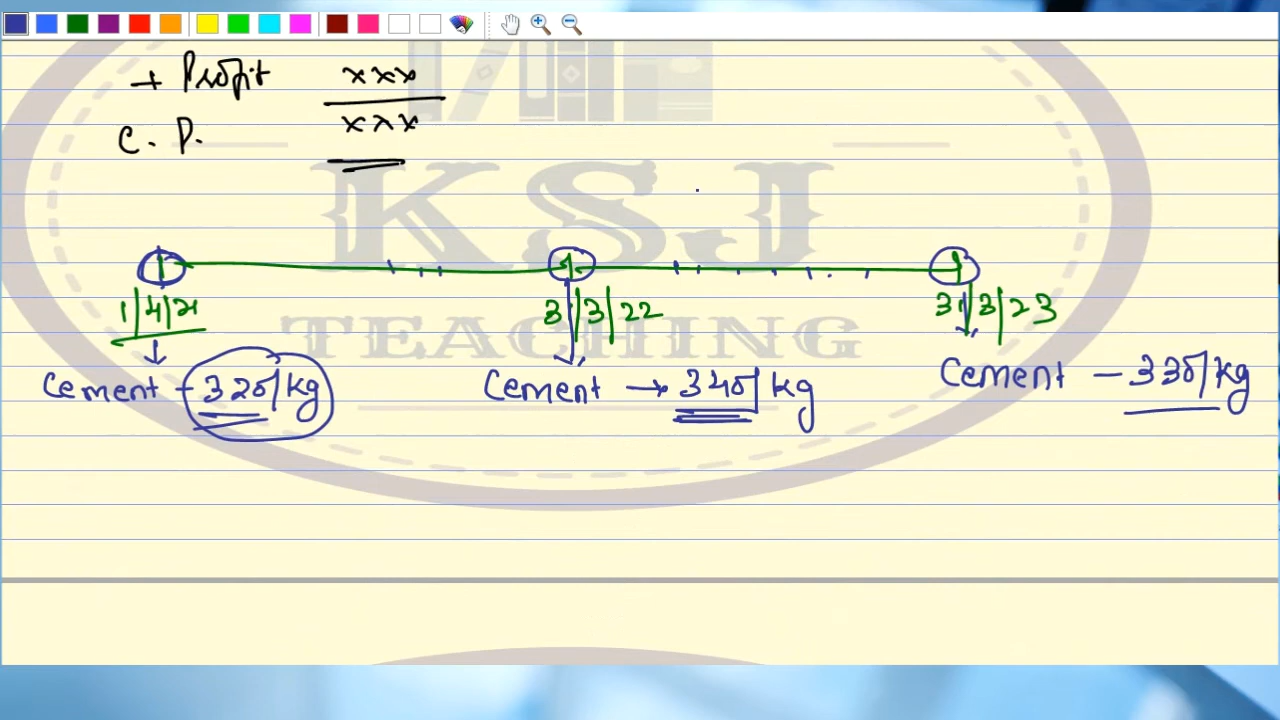 + Profit xxx
C. P. xxx
KSJ
1/4/21 31/3/22 31/3/23
TEACHING
Cement - 320/kg Cement → 340/kg Cement - 330/kg